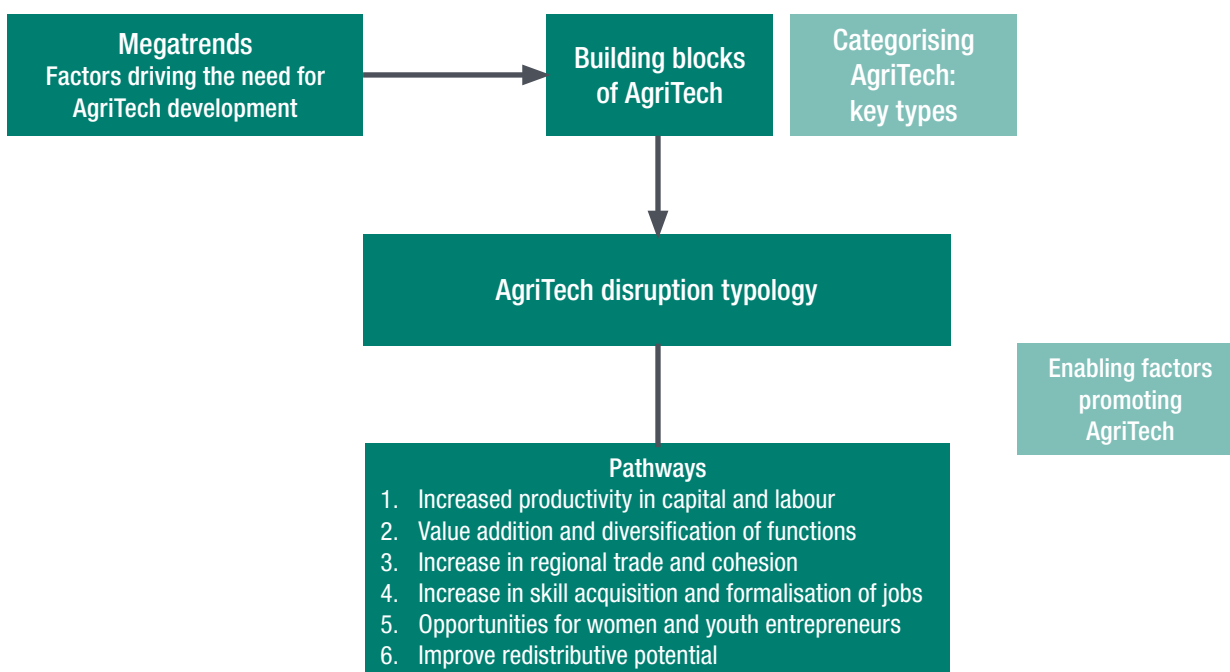 Megatrends
Factors driving the need for
AgriTech development
Building blocks
of AgriTech
Categorising
AgriTech:
key types
AgriTech disruption typology
Enabling factors
promoting
AgriTech
Pathways
1. Increased productivity in capital and labour
2. Value addition and diversification of functions
3. Increase in regional trade and cohesion
4. Increase in skill acquisition and formalisation of jobs
5. Opportunities for women and youth entrepreneurs
6. Improve redistributive potential